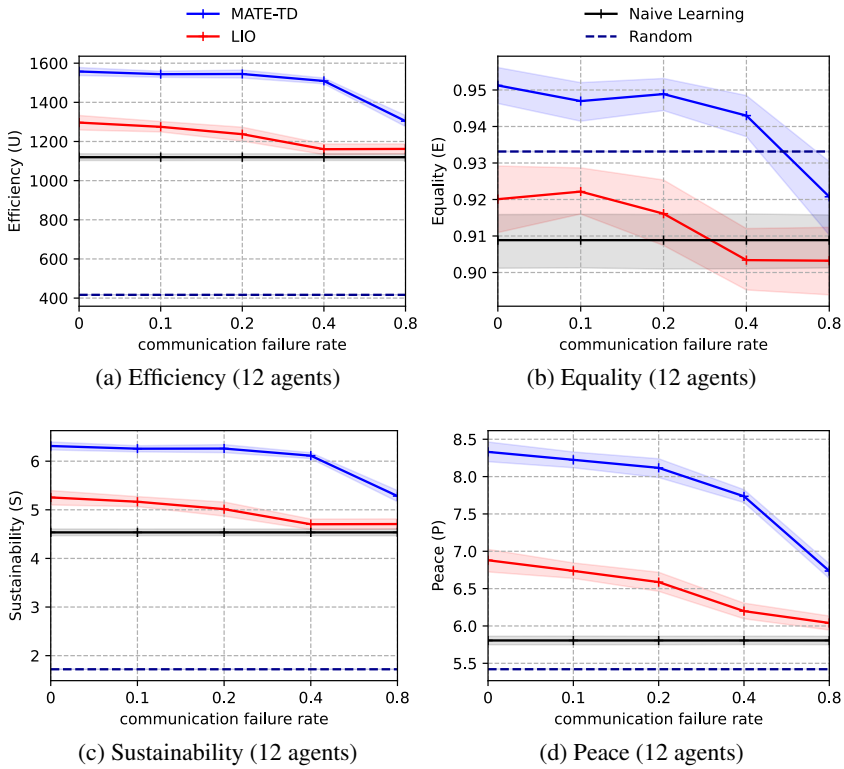 MATE-TD
LIO
Naive Learning
Random
1600
1400
1200
1000
800
600
400
Efficiency (U)
0 0.1 0.2 0.4 0.8
communication failure rate
(a) Efficiency (12 agents)
0.95
0.94
0.93
0.92
0.91
0.90
Equality (E)
0 0.1 0.2 0.4 0.8
communication failure rate
(b) Equality (12 agents)
6
5
4
3
2
Sustainability (S)
0 0.1 0.2 0.4 0.8
communication failure rate
(c) Sustainability (12 agents)
8.5
8.0
7.5
7.0
6.5
6.0
5.5
Peace (P)
0 0.1 0.2 0.4 0.8
communication failure rate
(d) Peace (12 agents)